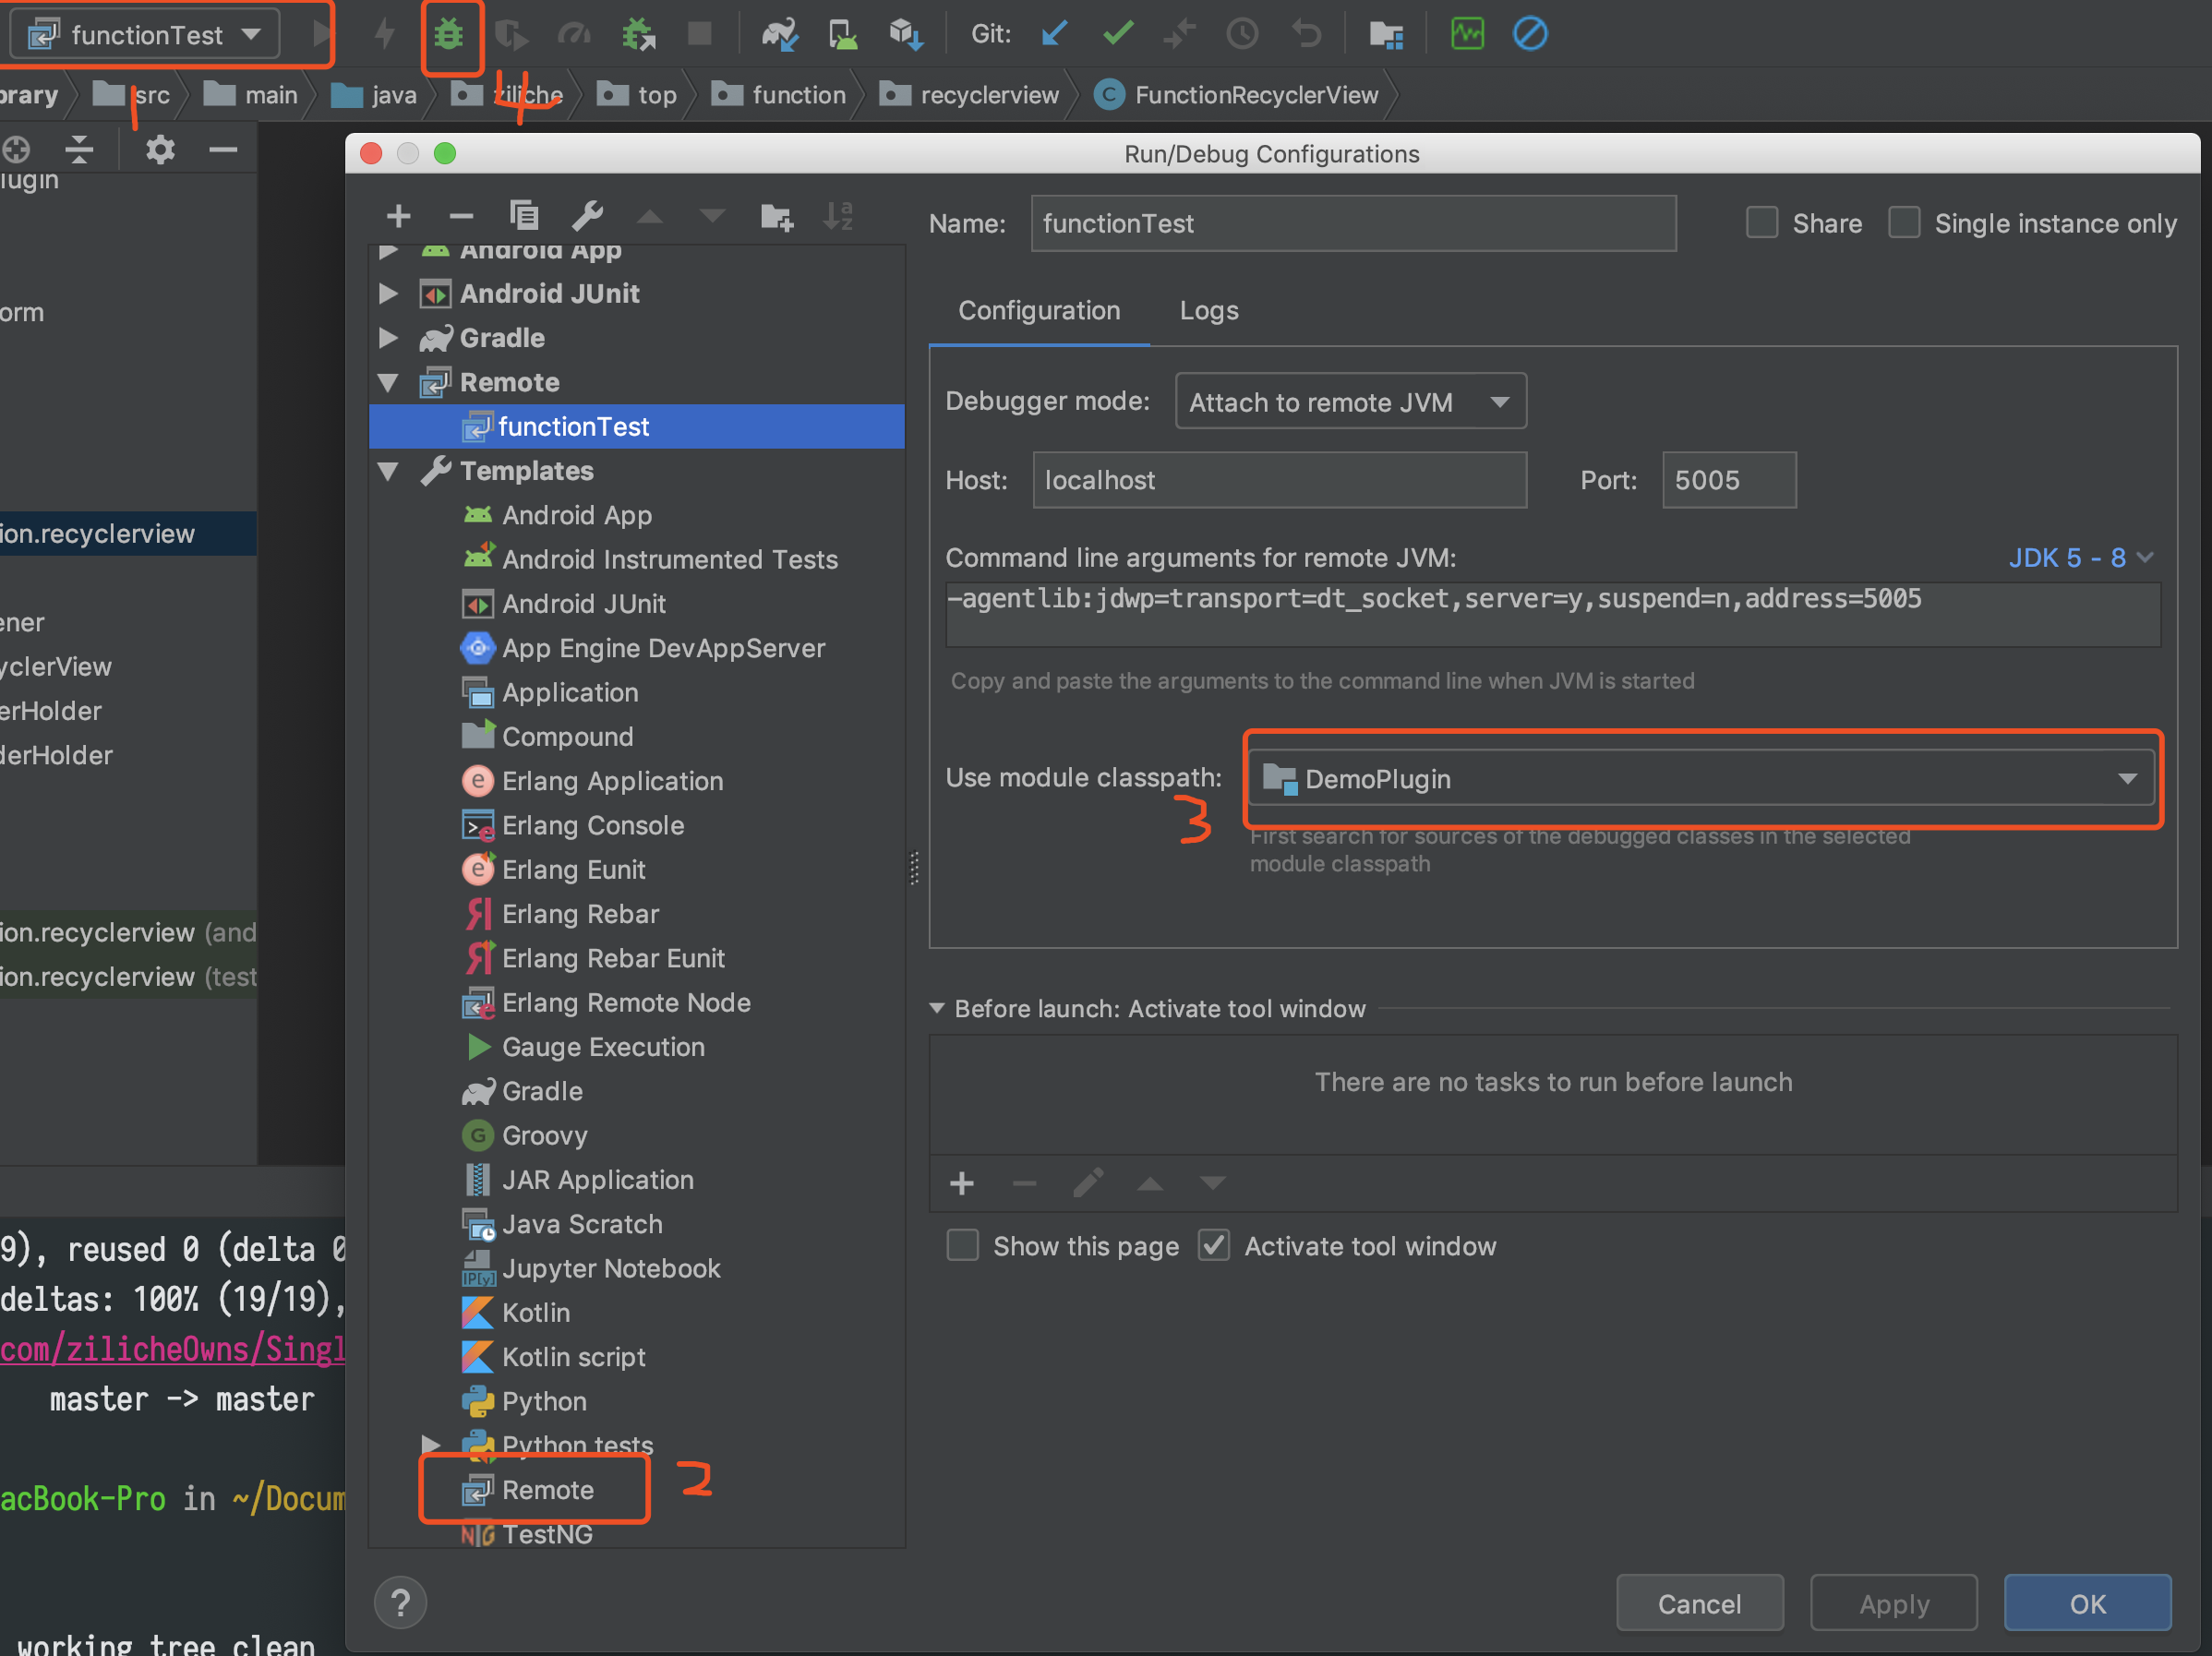 functionTest
Git:
brary
src
main
java
ziliche
top
function
recyclerview
FunctionRecyclerView
1
4
lugin
orm
ion.recyclerview
ener
yclerView
erHolder
derHolder
ion.recyclerview (and
ion.recyclerview (test
Run/Debug Configurations
Android App
Android JUnit
Gradle
Remote
functionTest
Templates
Android App
Android Instrumented Tests
Android JUnit
App Engine DevAppServer
Application
Compound
Erlang Application
Erlang Console
Erlang Eunit
Erlang Rebar
Erlang Rebar Eunit
Erlang Remote Node
Gauge Execution
Gradle
Groovy
JAR Application
Java Scratch
Jupyter Notebook
Kotlin
Kotlin script
Python
Python tests
Remote
2
TestNG
Name: functionTest
Share
Single instance only
Configuration
Logs
Debugger mode: Attach to remote JVM
Host: localhost
Port: 5005
Command line arguments for remote JVM:
JDK 5 - 8
-agentlib:jdwp=transport=dt_socket,server=y,suspend=n,address=5005
Copy and paste the arguments to the command line when JVM is started
Use module classpath: DemoPlugin
3
First search for sources of the debugged classes in the selected
module classpath
Before launch: Activate tool window
There are no tasks to run before launch
Show this page
Activate tool window
?
Cancel
Apply
OK
9), reused 0 (delta 0
deltas: 100% (19/19),
com/zilicheOwns/Singl
master -> master
acBook-Pro in ~/Docum
working tree clean